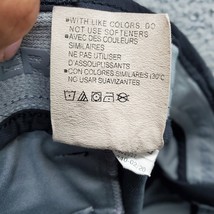 •WITH LIKE COLORS. DO
NOT USE SOFTENERS
•AVEC DES COULEURS
SIMILAIRES
NE PAS UTILISER
D'ASSOUPLISSANTS
•CON COLORES SIMILARES
NO USAR SUAVIZANTES